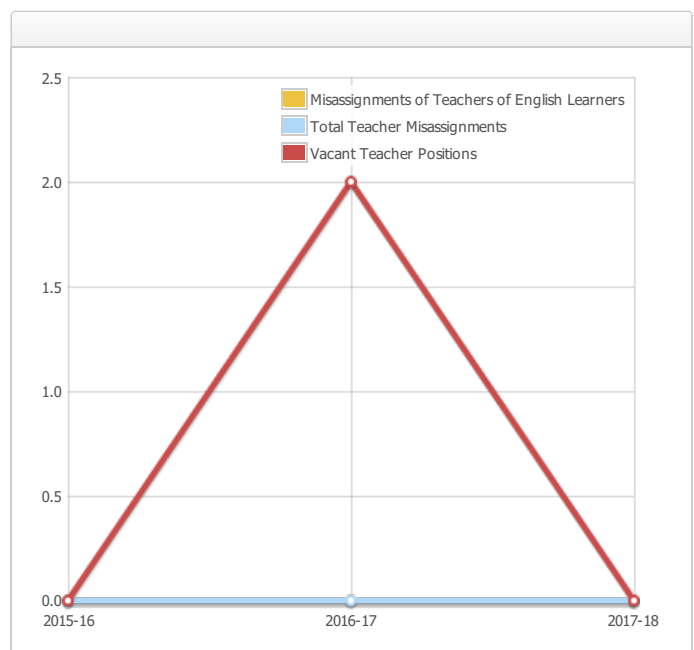 2.5
Misassignments of Teachers of English Learners
Total Teacher Misassignments
Vacant Teacher Positions
2.0
1.5
1.0
0.5
0.0
2015-16 2016-17 2017-18